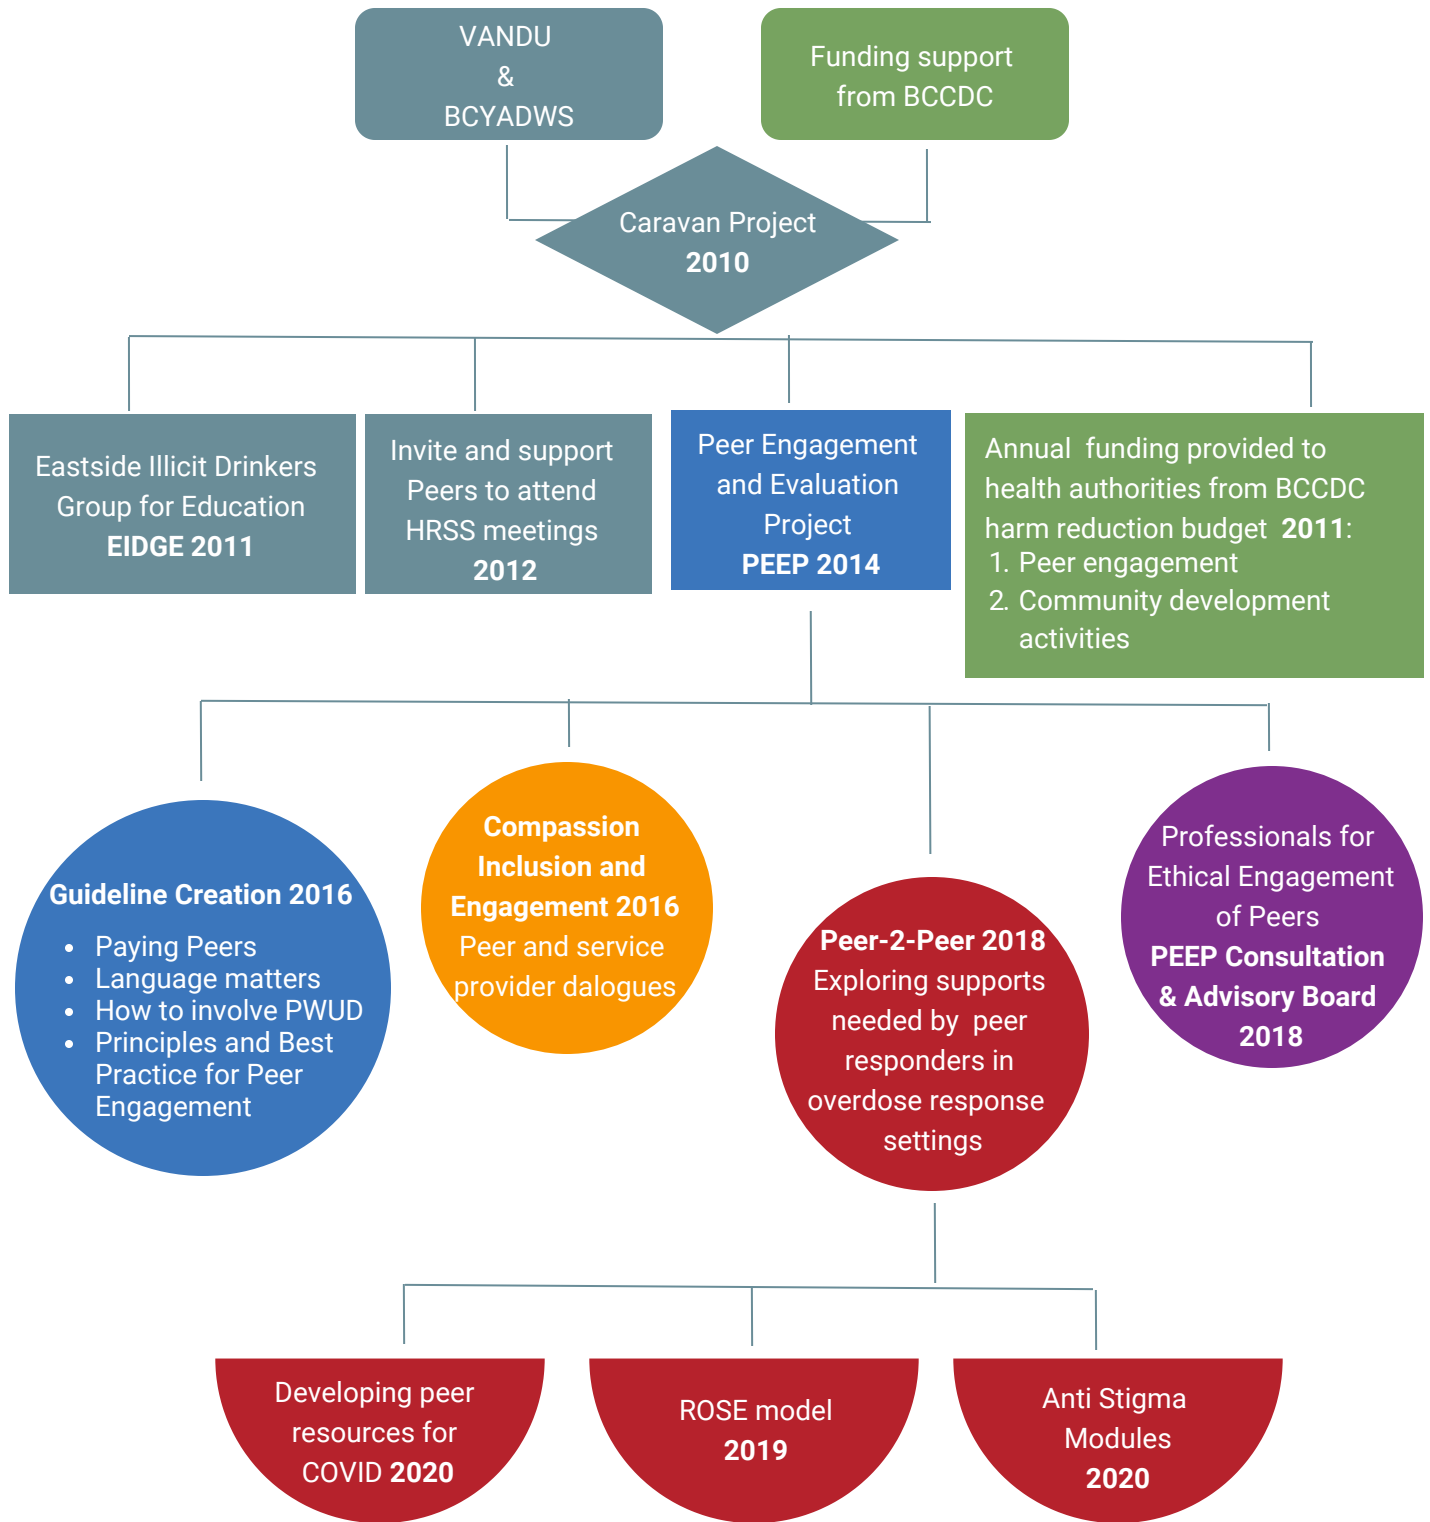 VANDU
&
BCYADWS
Funding support
from BCCDC
Caravan Project
2010
Eastside Illicit Drinkers
Group for Education
EIDGE 2011
Invite and support
Peers to attend
HRSS meetings
2012
Peer Engagement
and Evaluation
Project
PEEP 2014
Annual funding provided to
health authorities from BCCDC
harm reduction budget 2011:
1. Peer engagement
2. Community development
activities
Guideline Creation 2016
• Paying Peers
• Language matters
• How to involve PWUD
• Principles and Best
Practice for Peer
Engagement
Compassion
Inclusion and
Engagement 2016
Peer and service
provider dalogues
Peer-2-Peer 2018
Exploring supports
needed by peer
responders in
overdose response
settings
Professionals for
Ethical Engagement
of Peers
PEEP Consultation
& Advisory Board
2018
Developing peer
resources for
COVID 2020
ROSE model
2019
Anti Stigma
Modules
2020